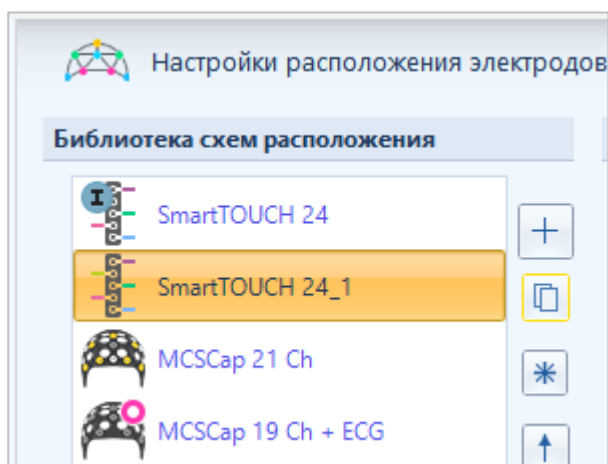 Настройки расположения электродов
Библиотека схем расположения
I
SmartTOUCH 24
SmartTOUCH 24_1
MCSCap 21 Ch
MCSCap 19 Ch + ECG